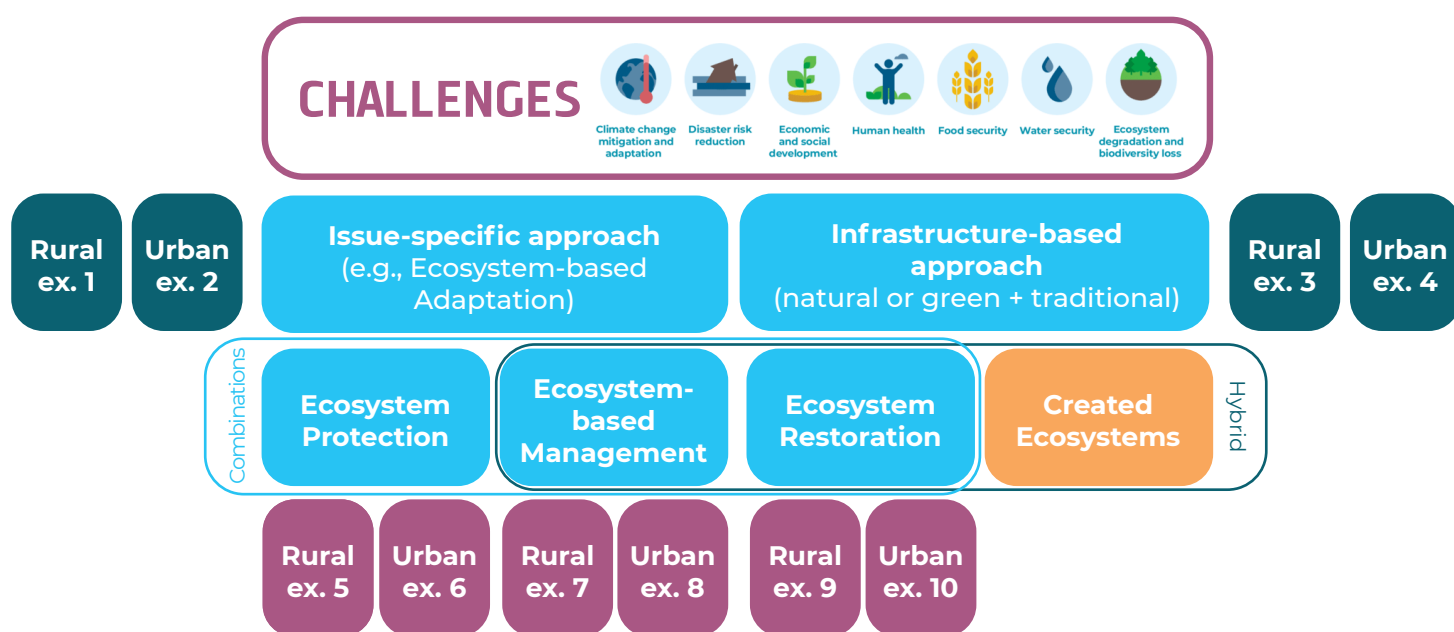 CHALLENGES
Climate change
mitigation and
adaptation
Disaster risk
reduction
Economic
and social
development
Human health
Food security
Water security
Ecosystem
degradation and
biodiversity loss
Rural
ex. 1
Urban
ex. 2
Issue-specific approach
(e.g., Ecosystem-based
Adaptation)
Infrastructure-based
approach
(natural or green + traditional)
Rural
ex. 3
Urban
ex. 4
Combinations
Ecosystem
Protection
Ecosystem-
based
Management
Ecosystem
Restoration
Created
Ecosystems
Hybrid
Rural
ex. 5
Urban
ex. 6
Rural
ex. 7
Urban
ex. 8
Rural
ex. 9
Urban
ex. 10